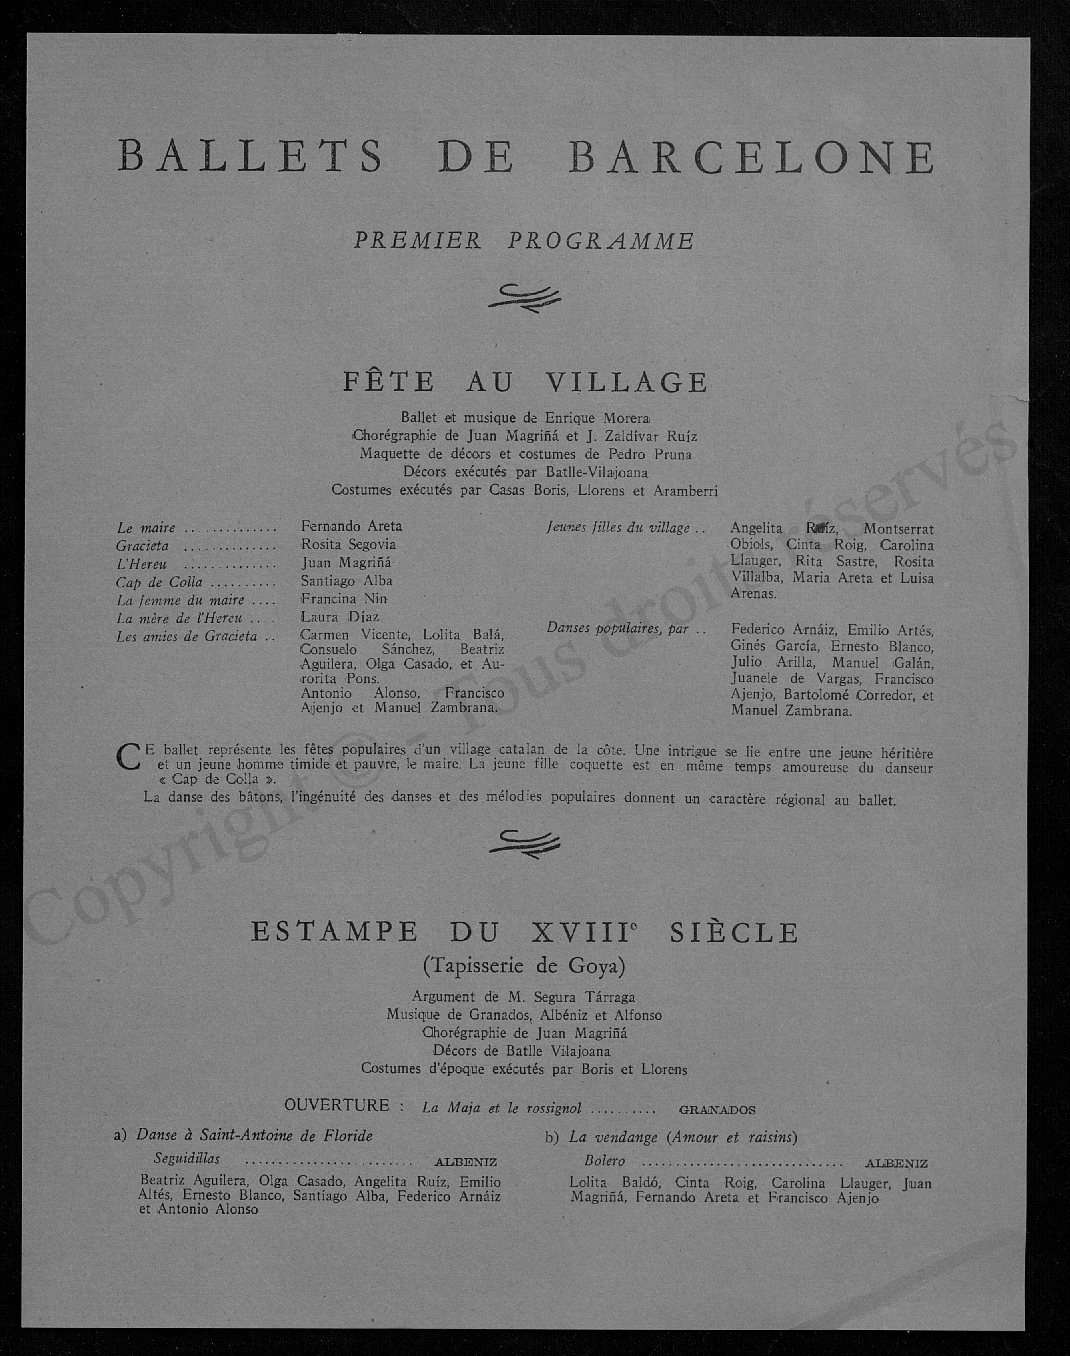 BALLETS DE BARCELONE
PREMIER PROGRAMME
FÊTE AU VILLAGE
Ballet et musique de Enrique Morera
Chorégraphie de Juan Magriñá et J. Zaldívar Ruíz
Maquette de décors et costumes de Pedro Pruna
Décors exécutés par Batlle-Vilajoana
Costumes exécutés par Casas Boris, Llorens et Aramberri
Le maire .............. Fernando Areta
Gracieta .............. Rosita Segovia
L'Hereu .............. Juan Magriñá
Cap de Colla .......... Santiago Alba
La femme du maire .... Francina Nin
La mère de l'Hereu .... Laura Díaz
Les amies de Gracieta .. Carmen Vicente, Lolita Balá,
Consuelo Sánchez, Beatriz
Aguilera, Olga Casado, et Au-
rorita Pons.
Antonio Alonso, Francisco
Ajenjo et Manuel Zambrana.
Jeunes filles du village .. Angelita Ruíz, Montserrat
Obiols, Cinta Roig, Carolina
Llauger, Rita Sastre, Rosita
Villalba, Maria Areta et Luisa
Arenas.
Danses populaires, par .. Federico Arnáiz, Emilio Artés,
Ginés García, Ernesto Blanco,
Julio Arilla, Manuel Galán,
Juanele de Vargas, Francisco
Ajenjo, Bartolomé Corredor, et
Manuel Zambrana.
CE ballet représente les fêtes populaires d'un village catalan de la côte. Une intrigue se lie entre une jeune héritière
et un jeune homme timide et pauvre, le maire. La jeune fille coquette est en même temps amoureuse du danseur
« Cap de Colla ».
La danse des bâtons, l'ingénuité des danses et des mélodies populaires donnent un caractère régional au ballet.
ESTAMPE DU XVIIIe SIÈCLE
(Tapisserie de Goya)
Argument de M. Segura Tárraga
Musique de Granados, Albéniz et Alfonso
Chorégraphie de Juan Magriñá
Décors de Batlle Vilajoana
Costumes d'époque exécutés par Boris et Llorens
OUVERTURE : La Maja et le rossignol .......... GRANADOS
a) Danse à Saint-Antoine de Floride
Seguidillas ......................... ALBENIZ
Beatriz Aguilera, Olga Casado, Angelita Ruíz, Emilio
Altés, Ernesto Blanco, Santiago Alba, Federico Arnáiz
et Antonio Alonso
b) La vendange (Amour et raisins)
Bolero .............................. ALBENIZ
Lolita Baldó, Cinta Roig, Carolina Llauger, Juan
Magriñá, Fernando Areta et Francisco Ajenjo
Copyright © - Tous droits réservés.